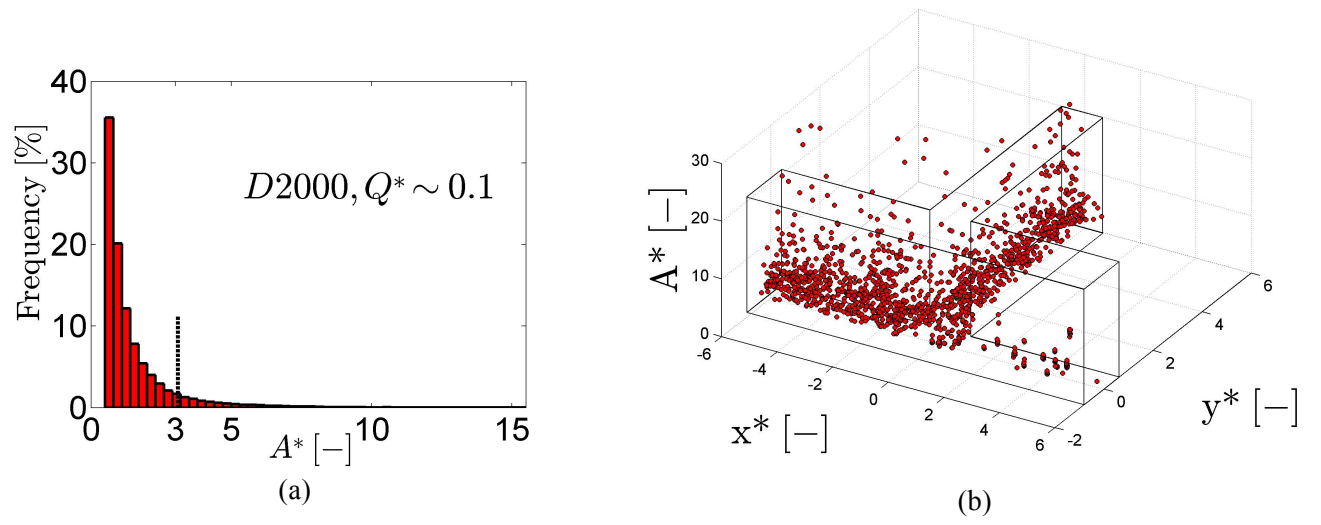 40
30
20
10
0
Frequency [%]
D2000, Q* ~ 0.1
0 3 5 10 15
A* [−]
(a)
30
20
10
0
A* [−]
-6 -4 -2 0 2 4 6
x* [−]
-2 0 2 4 6
y* [−]
(b)